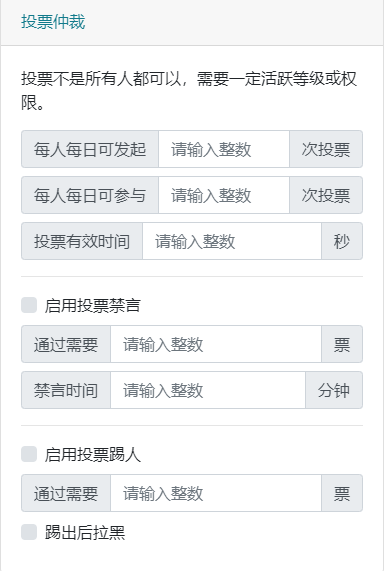 投票仲裁
投票不是所有人都可以，需要一定活跃等级或权
限。
每人每日可发起 请输入整数 次投票
每人每日可参与 请输入整数 次投票
投票有效时间 请输入整数 秒
启用投票禁言
通过需要 请输入整数 票
禁言时间 请输入整数 分钟
启用投票踢人
通过需要 请输入整数 票
踢出后拉黑